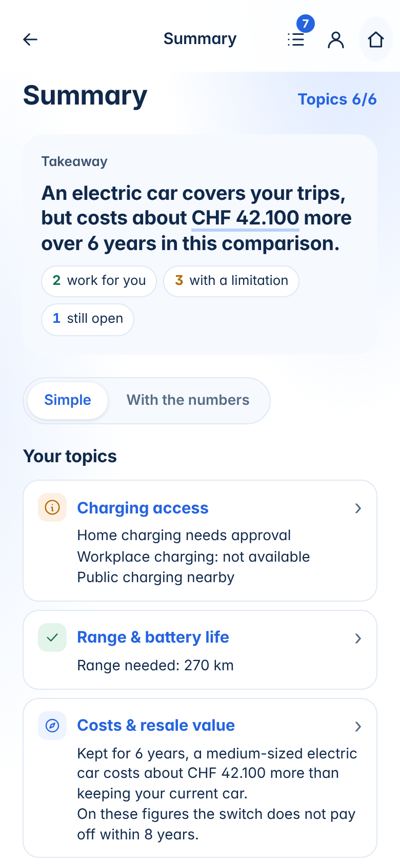 7
Summary
Summary
Topics 6/6
Takeaway
An electric car covers your trips,
but costs about CHF 42.100 more
over 6 years in this comparison.
2 work for you
3 with a limitation
1 still open
Simple
With the numbers
Your topics
Charging access
Home charging needs approval
Workplace charging: not available
Public charging nearby
Range & battery life
Range needed: 270 km
Costs & resale value
Kept for 6 years, a medium-sized electric
car costs about CHF 42.100 more than
keeping your current car.
On these figures the switch does not pay
off within 8 years.